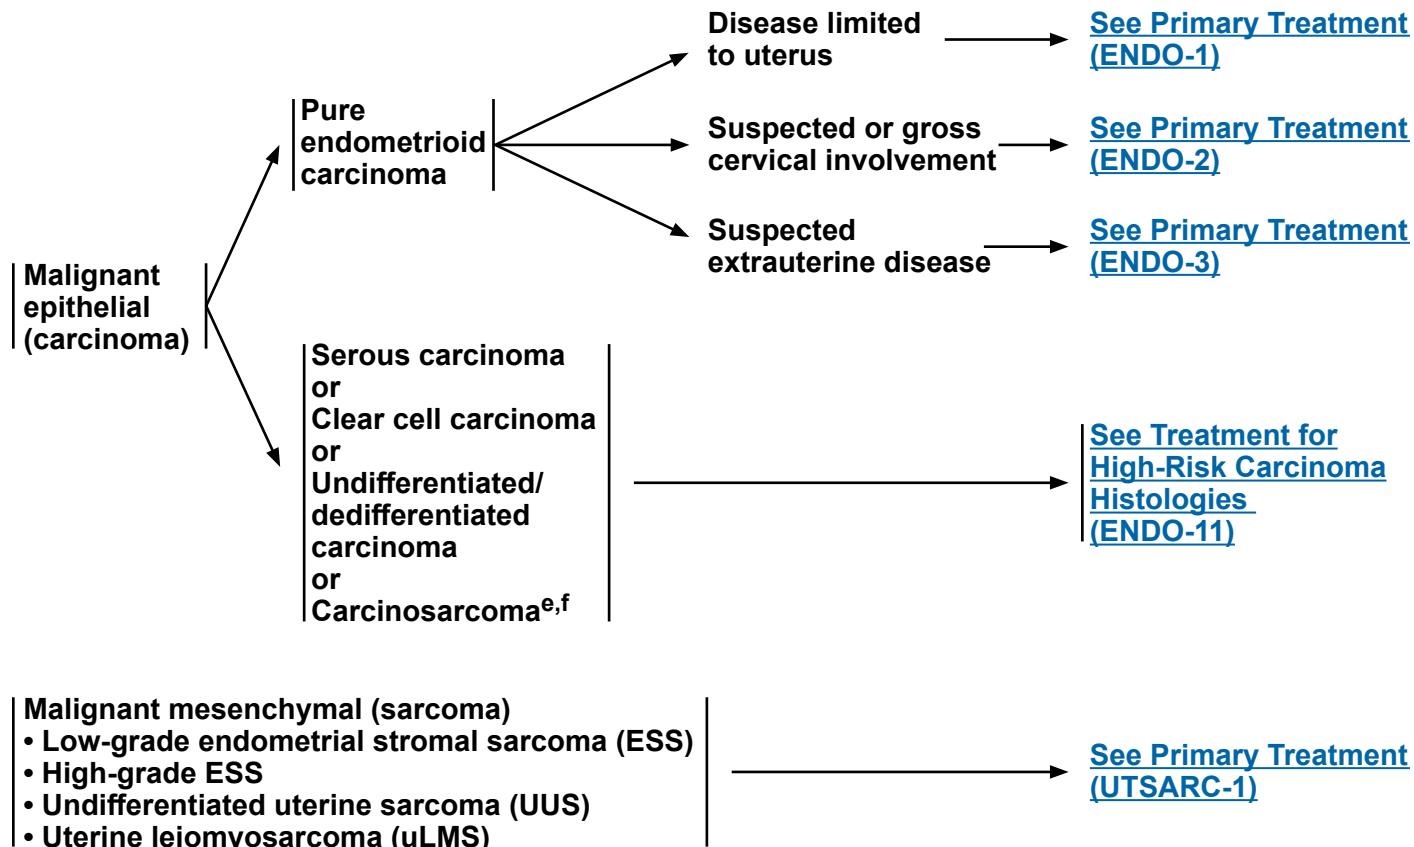 Malignant
epithelial
(carcinoma)
Pure
endometrioid
carcinoma
Disease limited
to uterus
See Primary Treatment
(ENDO-1)
Suspected or gross
cervical involvement
See Primary Treatment
(ENDO-2)
Suspected
extrauterine disease
See Primary Treatment
(ENDO-3)
Serous carcinoma
or
Clear cell carcinoma
or
Undifferentiated/
dedifferentiated
carcinoma
or
Carcinosarcomae,f
See Treatment for
High-Risk Carcinoma
Histologies
(ENDO-11)
Malignant mesenchymal (sarcoma)
• Low-grade endometrial stromal sarcoma (ESS)
• High-grade ESS
• Undifferentiated uterine sarcoma (UUS)
• Uterine leiomyosarcoma (uLMS)
See Primary Treatment
(UTSARC-1)